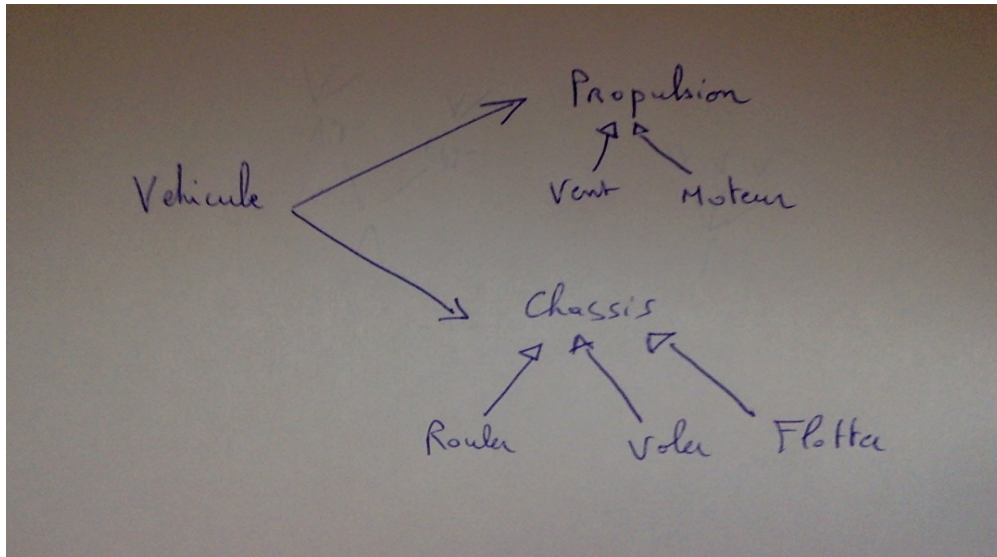 Propulsion
Vehicule
Vent Moteur
Chassis
Rouler Voler Flotter